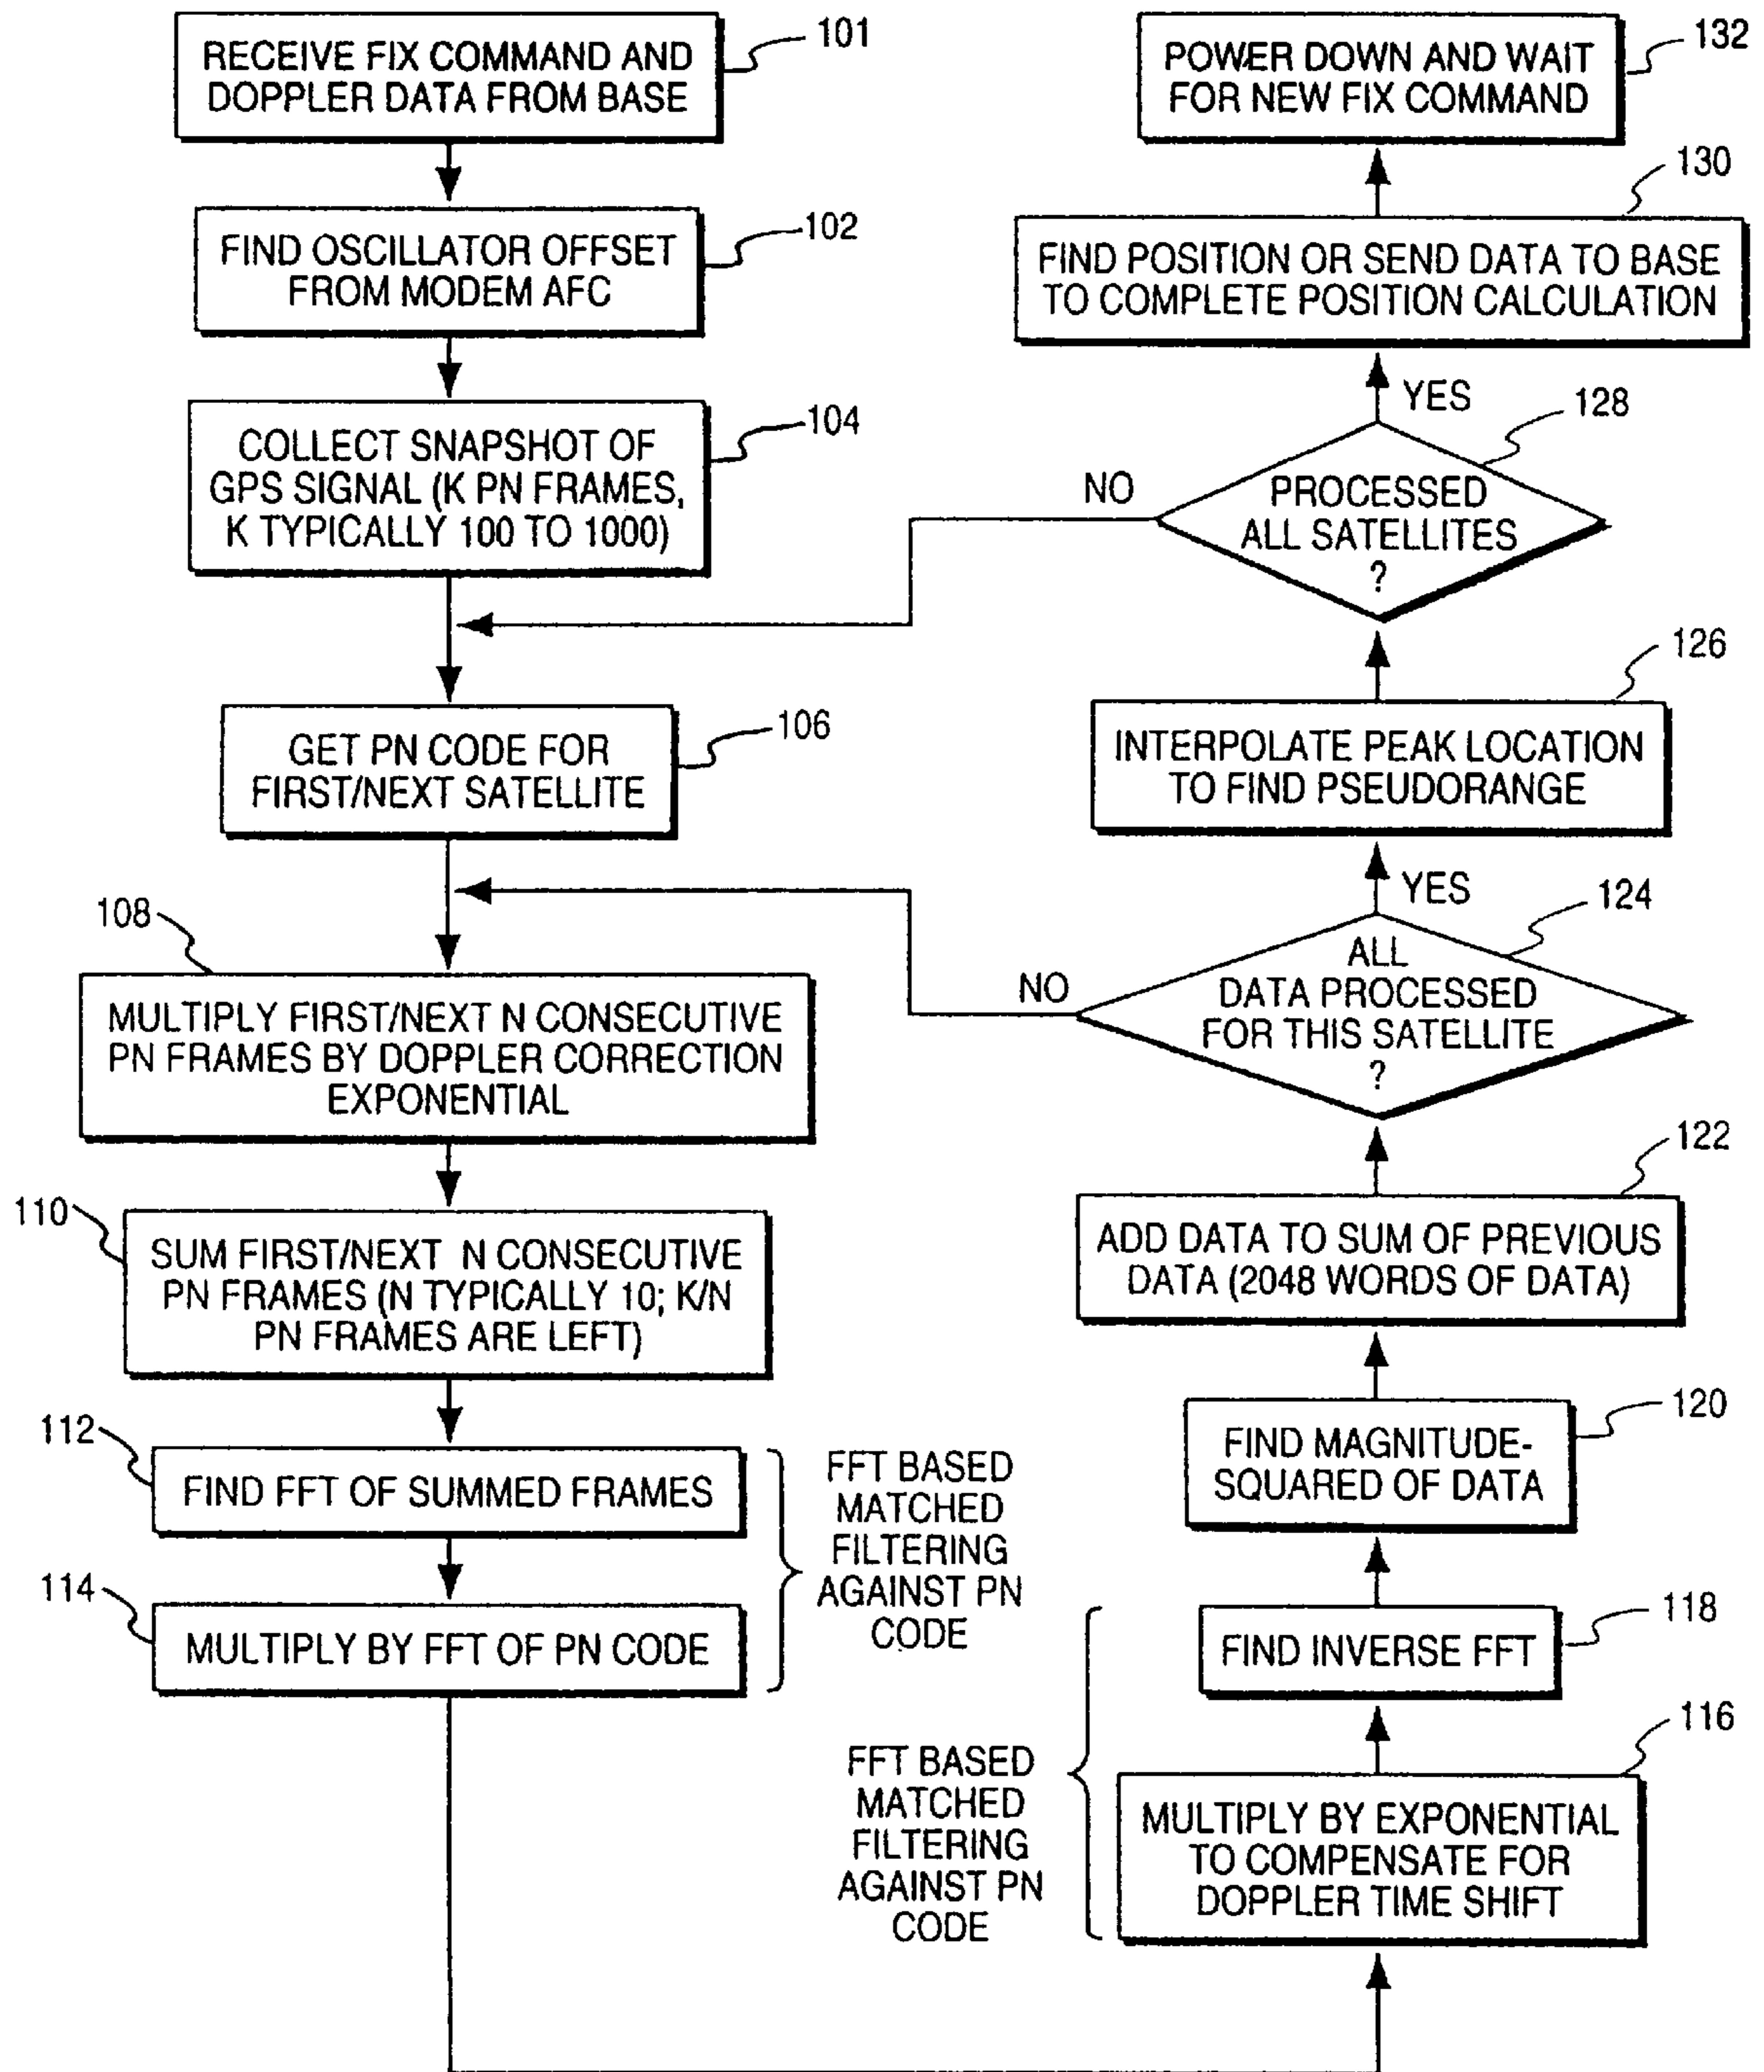 RECEIVE FIX COMMAND AND
DOPPLER DATA FROM BASE
101
FIND OSCILLATOR OFFSET
FROM MODEM AFC
102
COLLECT SNAPSHOT OF
GPS SIGNAL (K PN FRAMES,
K TYPICALLY 100 TO 1000)
104
GET PN CODE FOR
FIRST/NEXT SATELLITE
106
108
MULTIPLY FIRST/NEXT N CONSECUTIVE
PN FRAMES BY DOPPLER CORRECTION
EXPONENTIAL
110
SUM FIRST/NEXT N CONSECUTIVE
PN FRAMES (N TYPICALLY 10; K/N
PN FRAMES ARE LEFT)
112
FIND FFT OF SUMMED FRAMES
114
MULTIPLY BY FFT OF PN CODE
FFT BASED
MATCHED
FILTERING
AGAINST PN
CODE
FFT BASED
MATCHED
FILTERING
AGAINST PN
CODE
116
MULTIPLY BY EXPONENTIAL
TO COMPENSATE FOR
DOPPLER TIME SHIFT
118
FIND INVERSE FFT
120
FIND MAGNITUDE-
SQUARED OF DATA
122
ADD DATA TO SUM OF PREVIOUS
DATA (2048 WORDS OF DATA)
124
ALL
DATA PROCESSED
FOR THIS SATELLITE
?
NO
YES
126
INTERPOLATE PEAK LOCATION
TO FIND PSEUDORANGE
128
PROCESSED
ALL SATELLITES
?
NO
YES
130
FIND POSITION OR SEND DATA TO BASE
TO COMPLETE POSITION CALCULATION
132
POWER DOWN AND WAIT
FOR NEW FIX COMMAND